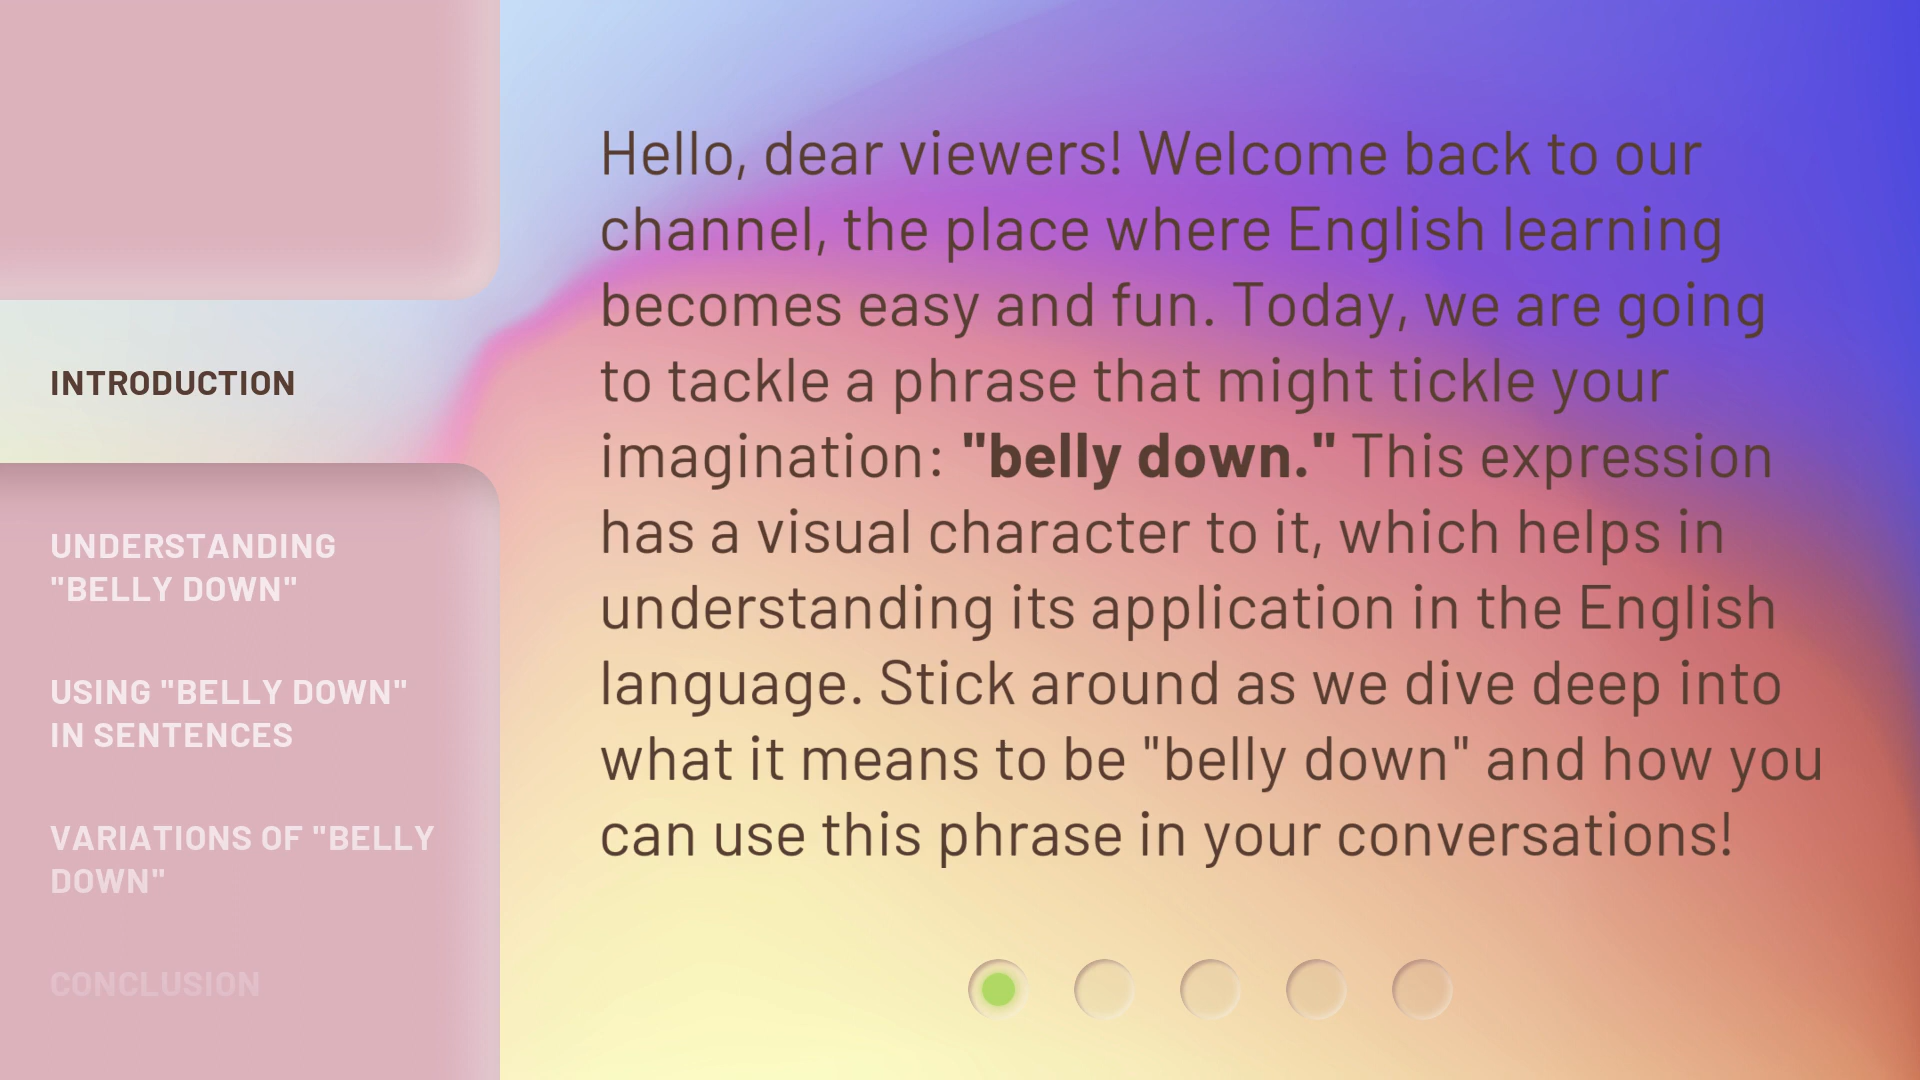 INTRODUCTION
UNDERSTANDING
"BELLY DOWN"
USING "BELLY DOWN"
IN SENTENCES
VARIATIONS OF "BELLY
DOWN"
CONCLUSION
Hello, dear viewers! Welcome back to our
channel, the place where English learning
becomes easy and fun. Today, we are going
to tackle a phrase that might tickle your
imagination: "belly down." This expression
has a visual character to it, which helps in
understanding its application in the English
language. Stick around as we dive deep into
what it means to be "belly down" and how you
can use this phrase in your conversations!